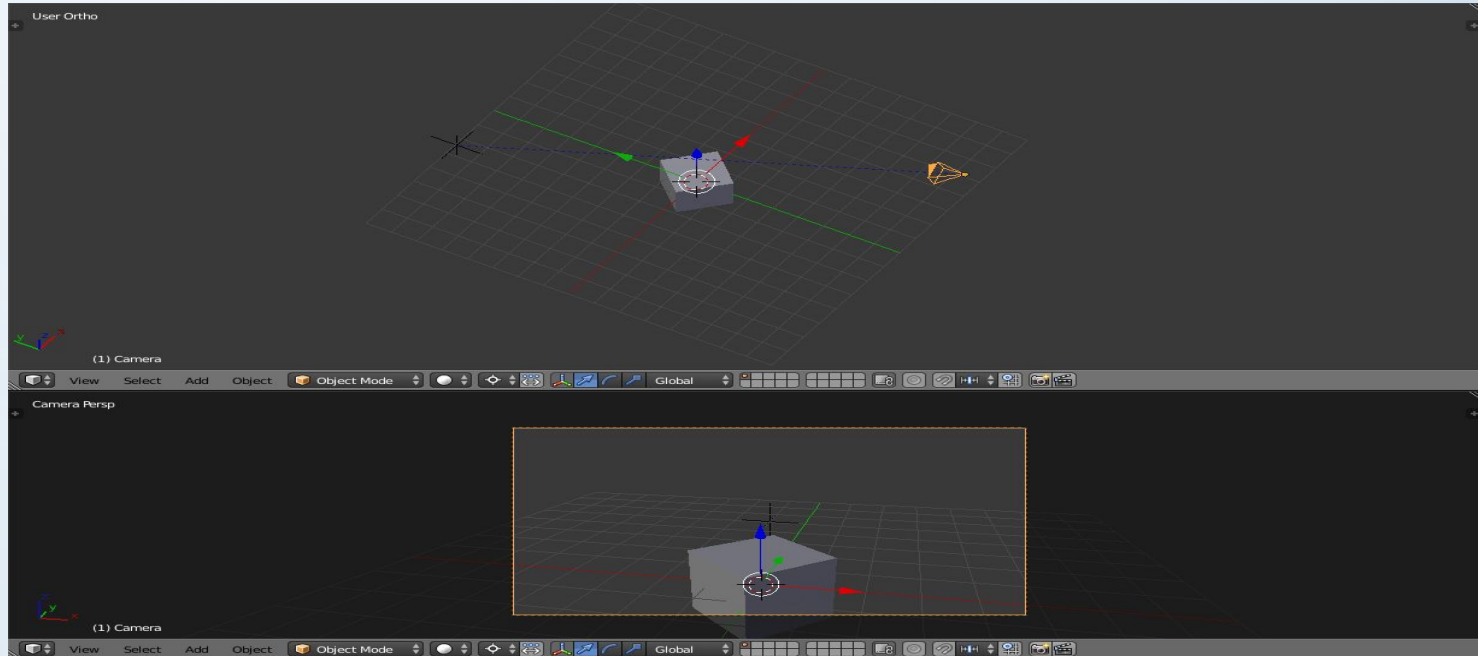 User Ortho
y z x
(1) Camera
View Select Add Object Object Mode Global
Camera Persp
z y x
(1) Camera
View Select Add Object Object Mode Global